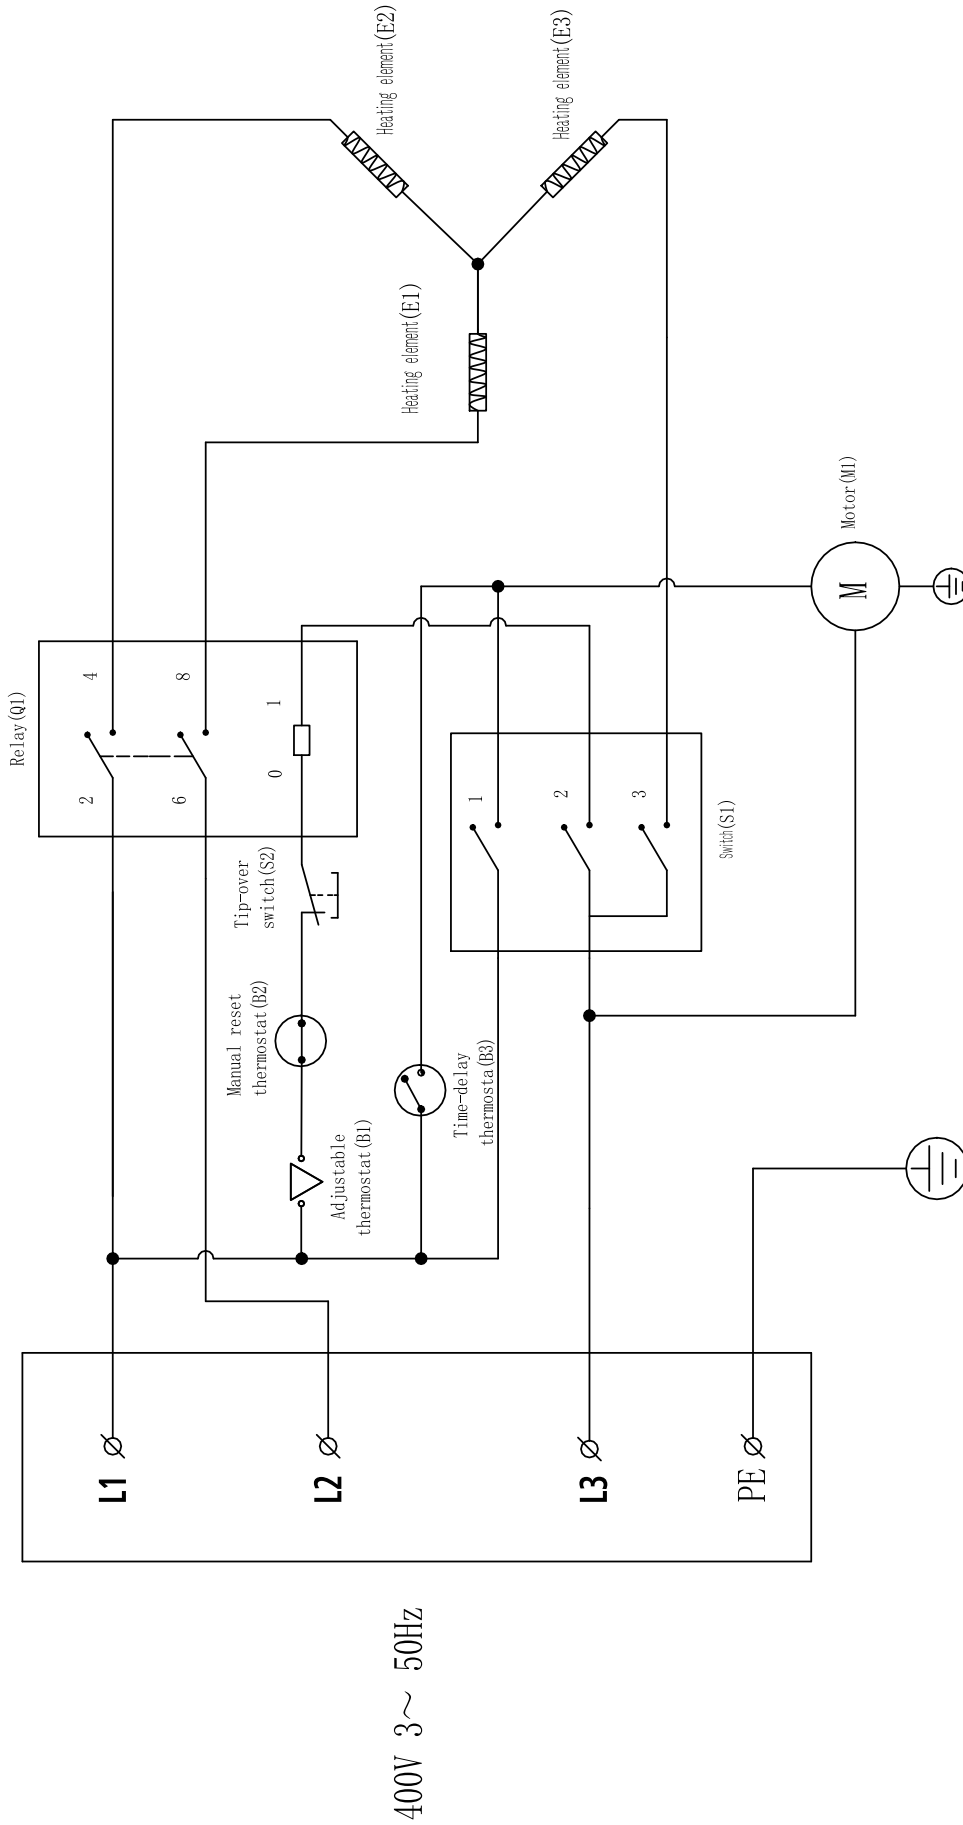 400V 3～ 50Hz
L1
L2
L3
PE
Relay(Q1)
2
4
6
8
0
1
Tip-over
switch(S2)
Manual reset
thermostat(B2)
Adjustable
thermostat(B1)
Time-delay
thermosta(B3)
1
2
3
Switch(S1)
Heating element(E1)
Heating element(E2)
Heating element(E3)
Motor(M1)
M